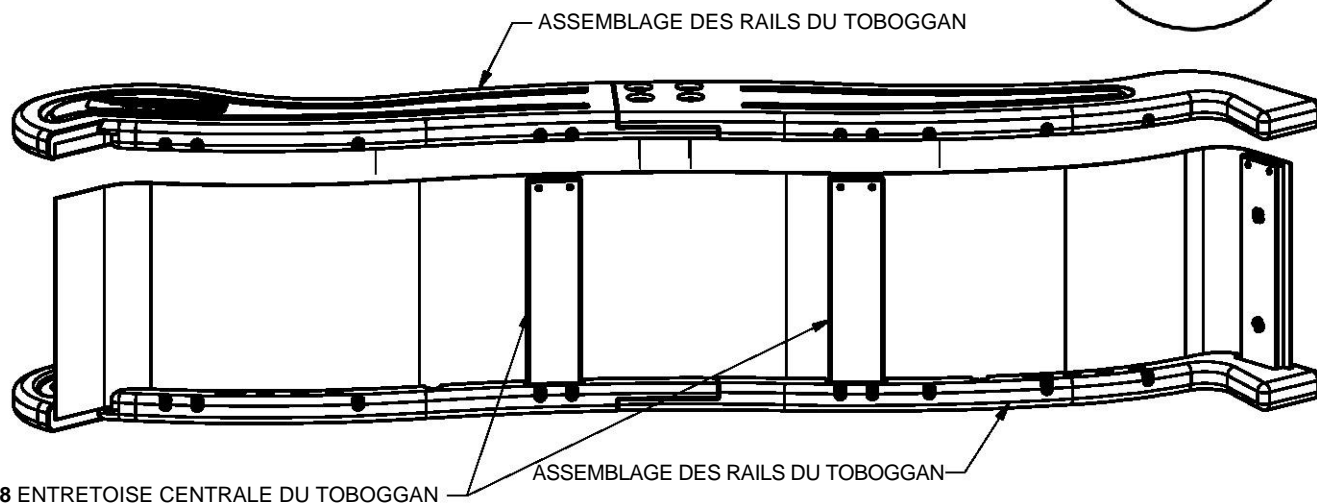 ASSEMBLAGE DES RAILS DU TOBOGGAN
ASSEMBLAGE DES RAILS DU TOBOGGAN
8 ENTRETOISE CENTRALE DU TOBOGGAN